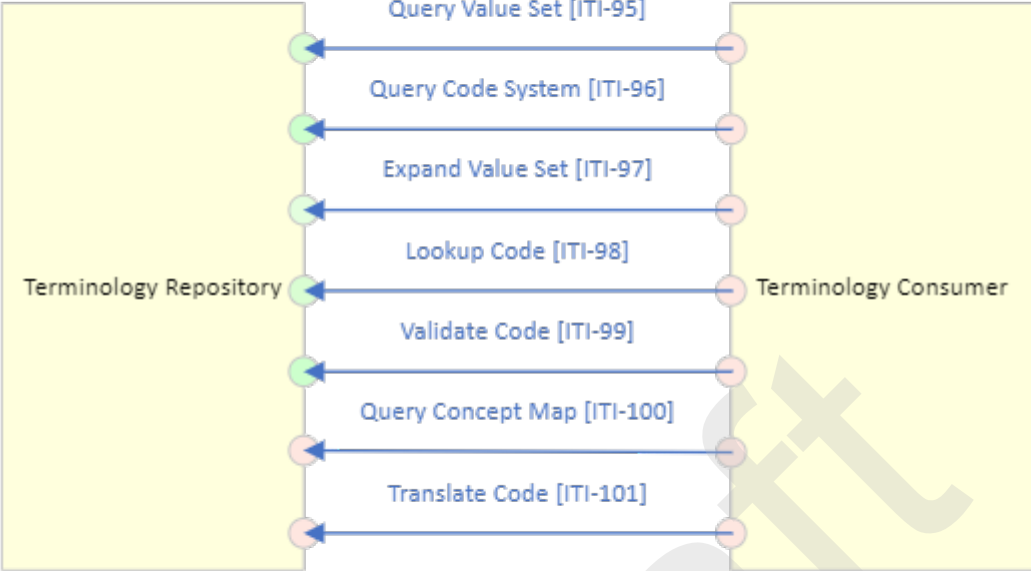 Query Value Set [ITI-95]
Query Code System [ITI-96]
Expand Value Set [ITI-97]
Lookup Code [ITI-98]
Terminology Repository
Terminology Consumer
Validate Code [ITI-99]
Query Concept Map [ITI-100]
Translate Code [ITI-101]
ft